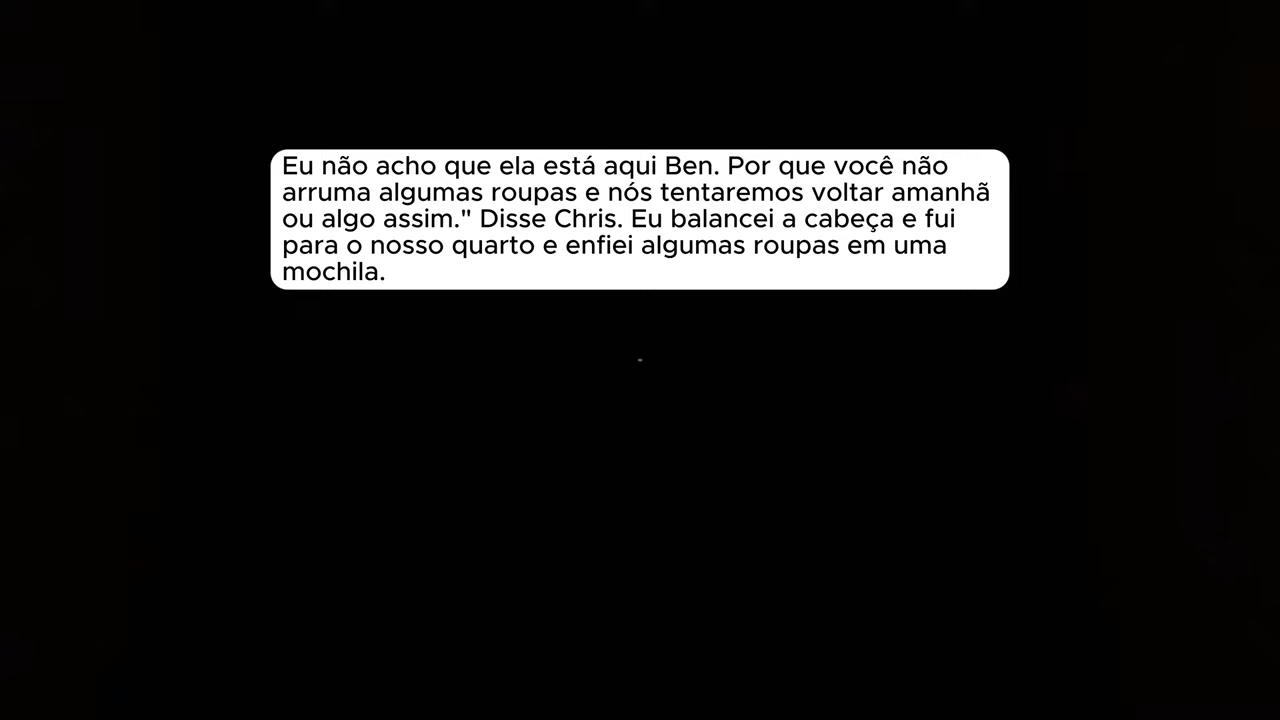 Eu não acho que ela está aqui Ben. Por que você não
arruma algumas roupas e nós tentaremos voltar amanhã
ou algo assim." Disse Chris. Eu balancei a cabeça e fui
para o nosso quarto e enfiei algumas roupas em uma
mochila.